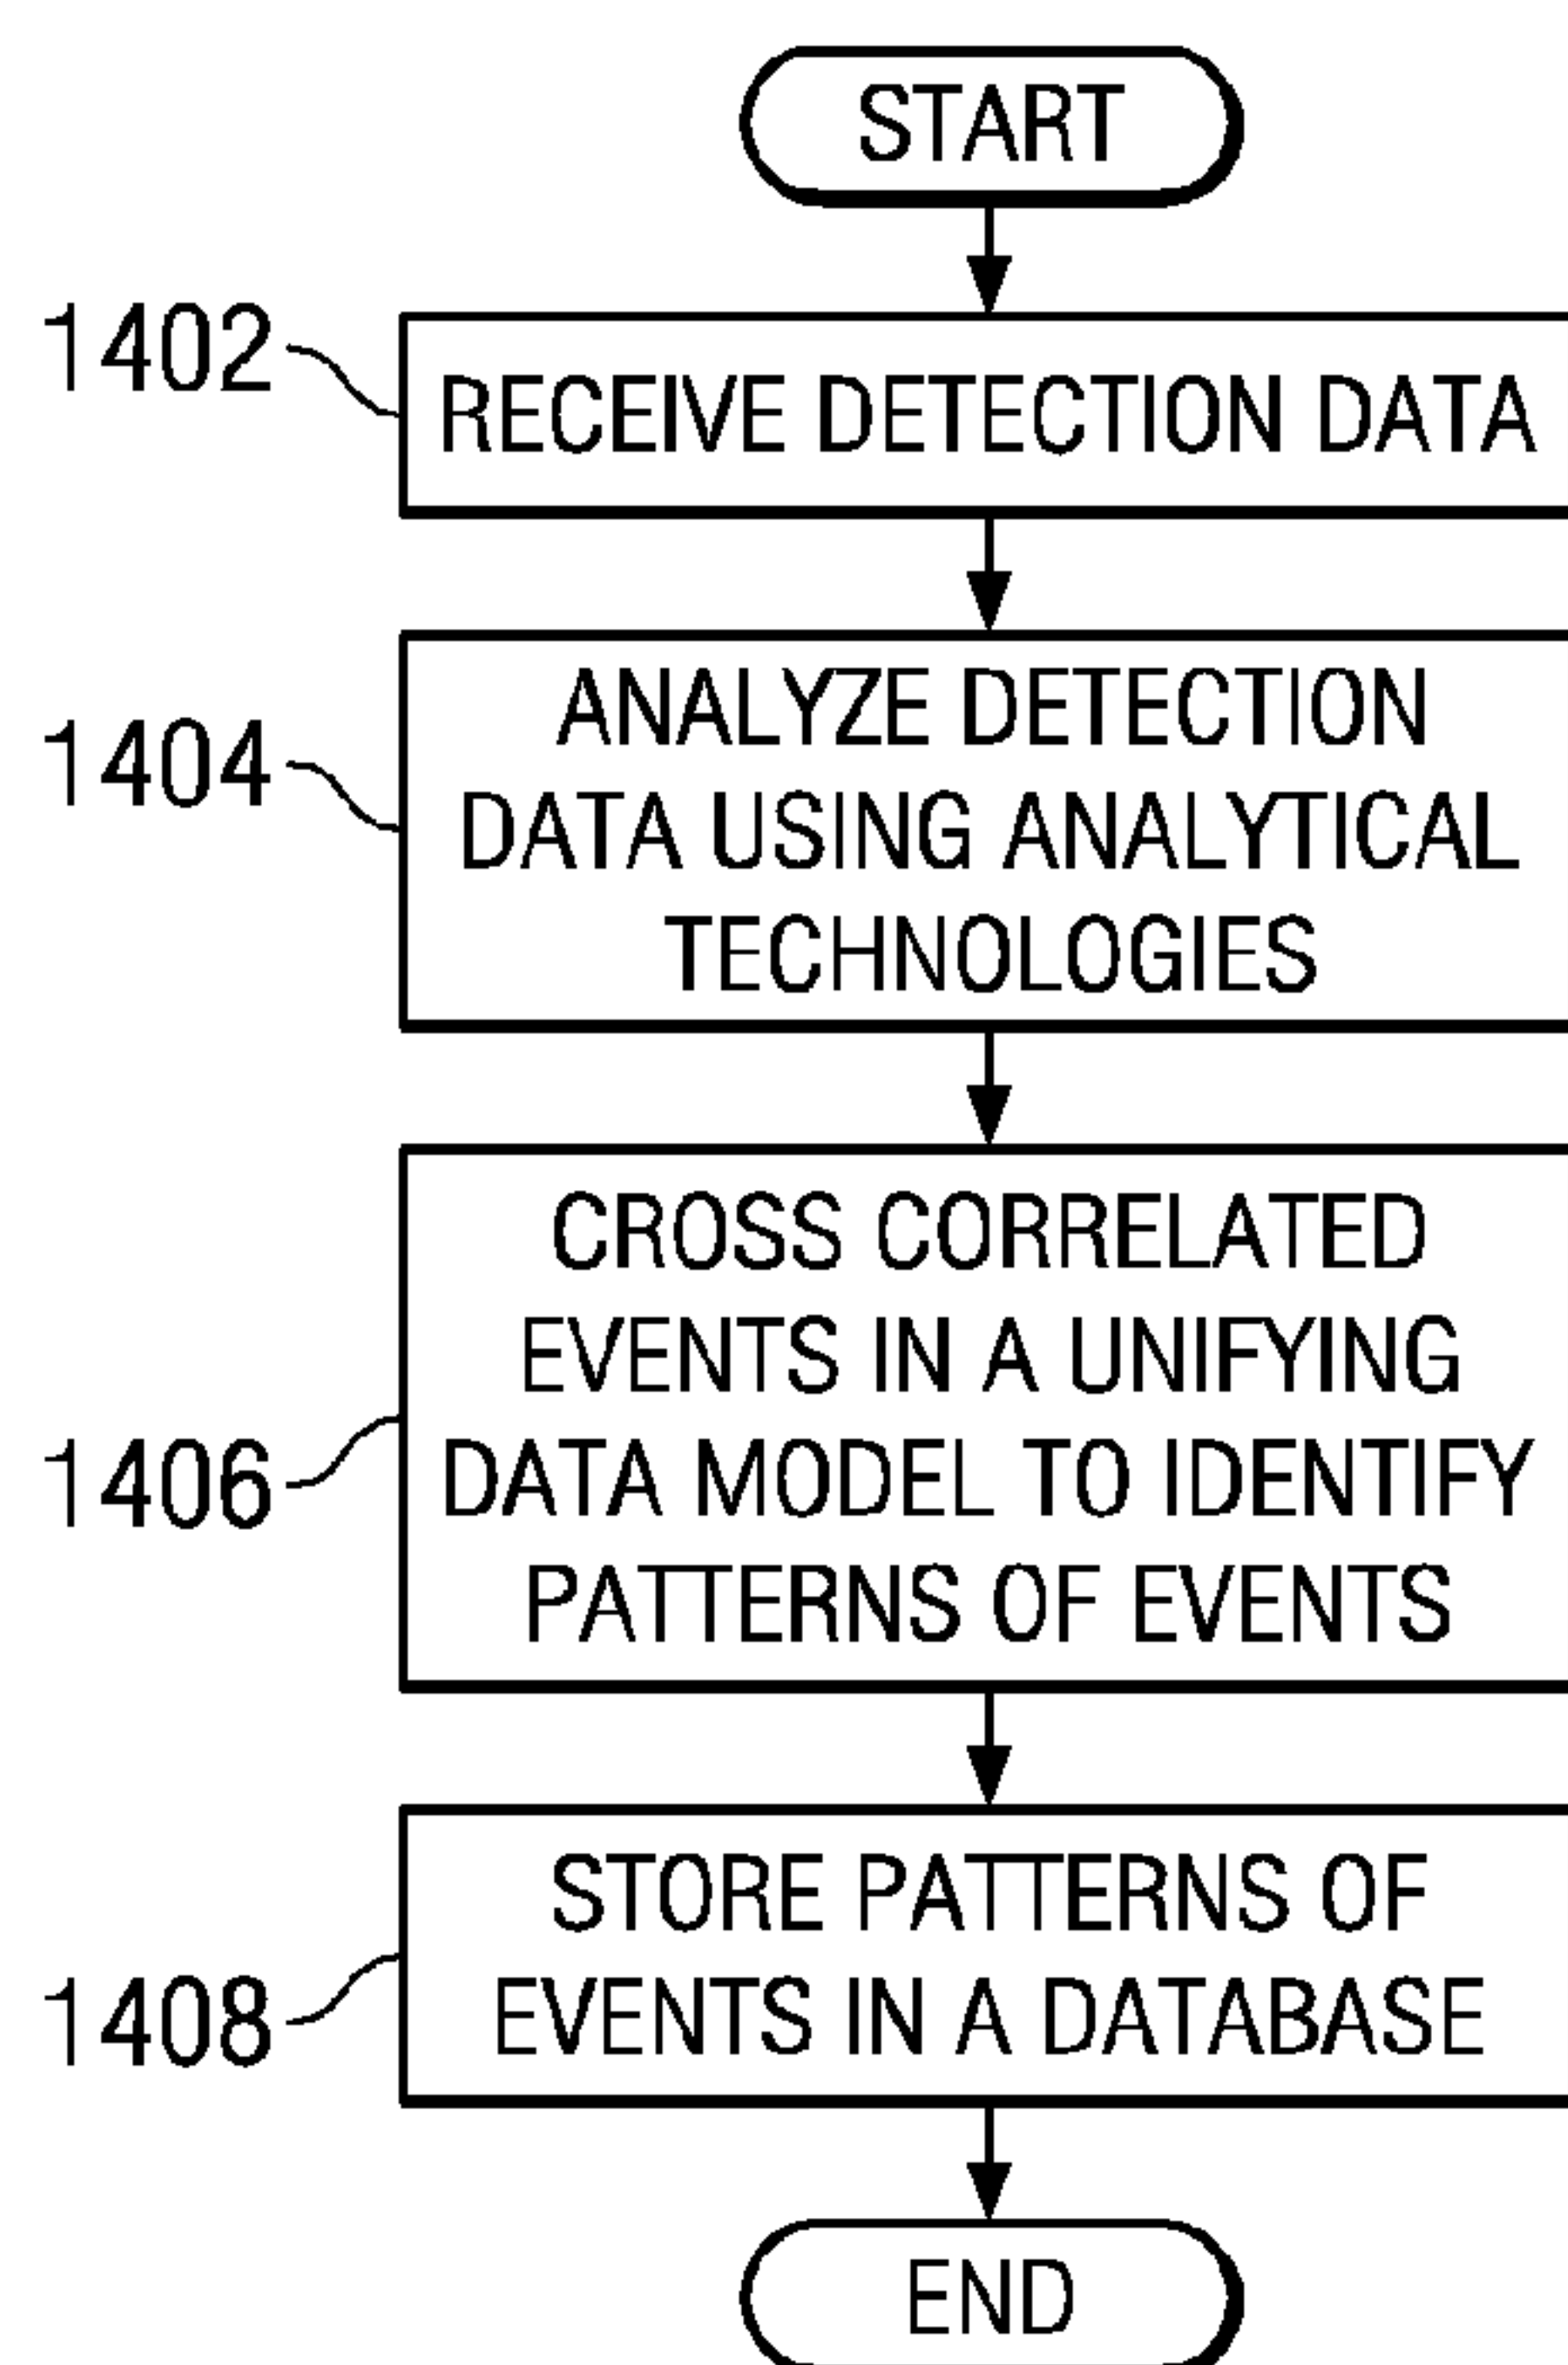 START
1402
RECEIVE DETECTION DATA
1404
ANALYZE DETECTION
DATA USING ANALYTICAL
TECHNOLOGIES
1406
CROSS CORRELATED
EVENTS IN A UNIFYING
DATA MODEL TO IDENTIFY
PATTERNS OF EVENTS
1408
STORE PATTERNS OF
EVENTS IN A DATABASE
END